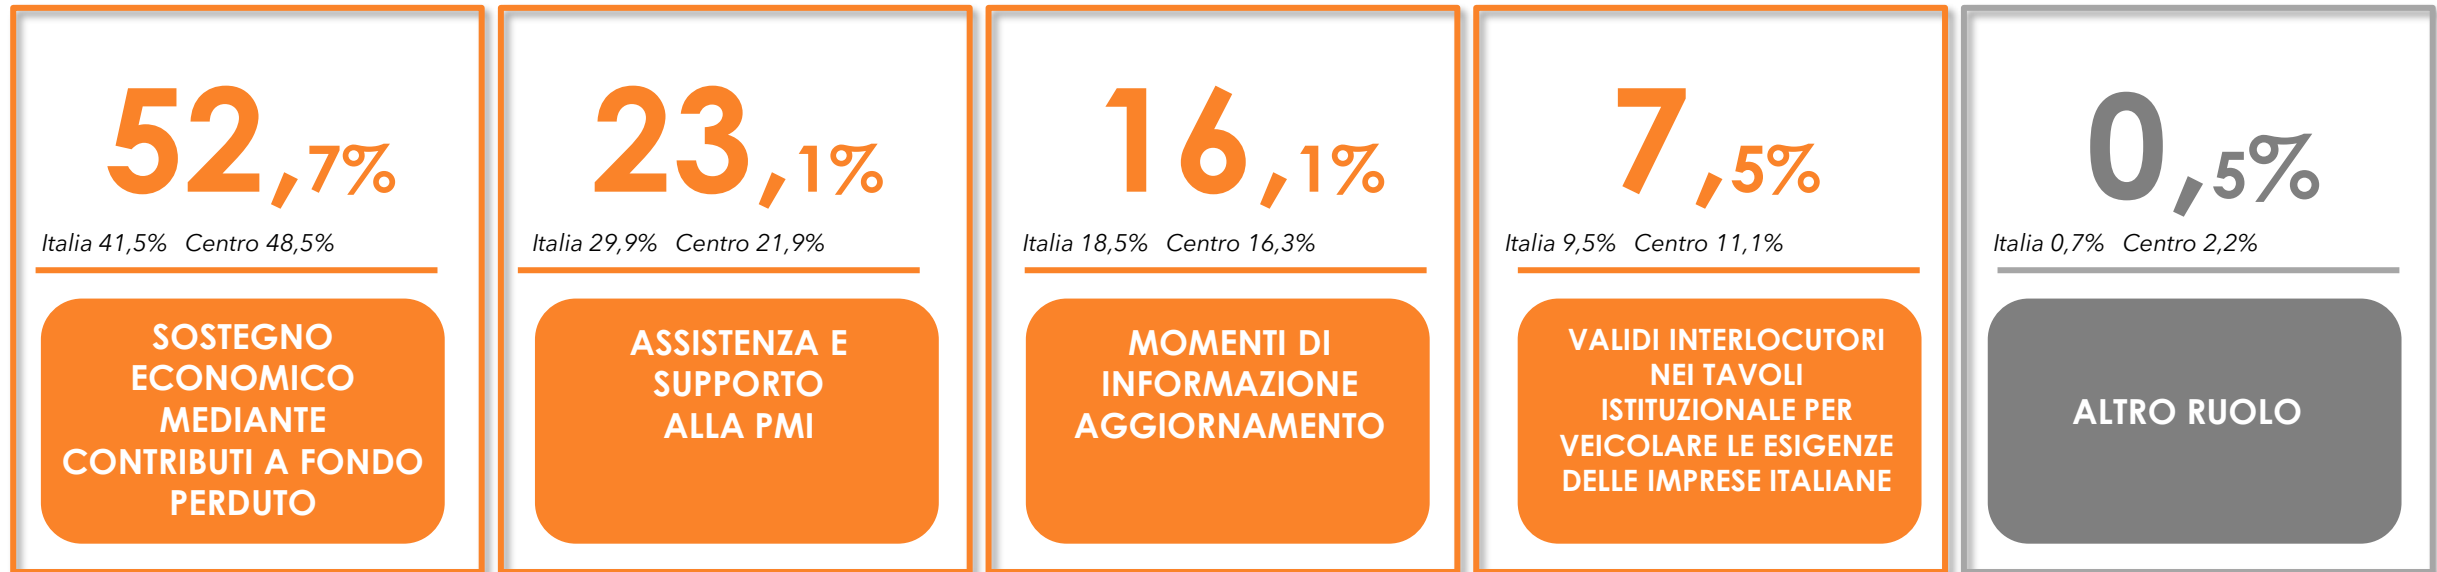 52,7%
Italia 41,5% Centro 48,5%
SOSTEGNO
ECONOMICO
MEDIANTE
CONTRIBUTI A FONDO
PERDUTO
23,1%
Italia 29,9% Centro 21,9%
ASSISTENZA E
SUPPORTO
ALLA PMI
16,1%
Italia 18,5% Centro 16,3%
MOMENTI DI
INFORMAZIONE
AGGIORNAMENTO
7,5%
Italia 9,5% Centro 11,1%
VALIDI INTERLOCUTORI
NEI TAVOLI
ISTITUZIONALE PER
VEICOLARE LE ESIGENZE
DELLE IMPRESE ITALIANE
0,5%
Italia 0,7% Centro 2,2%
ALTRO RUOLO